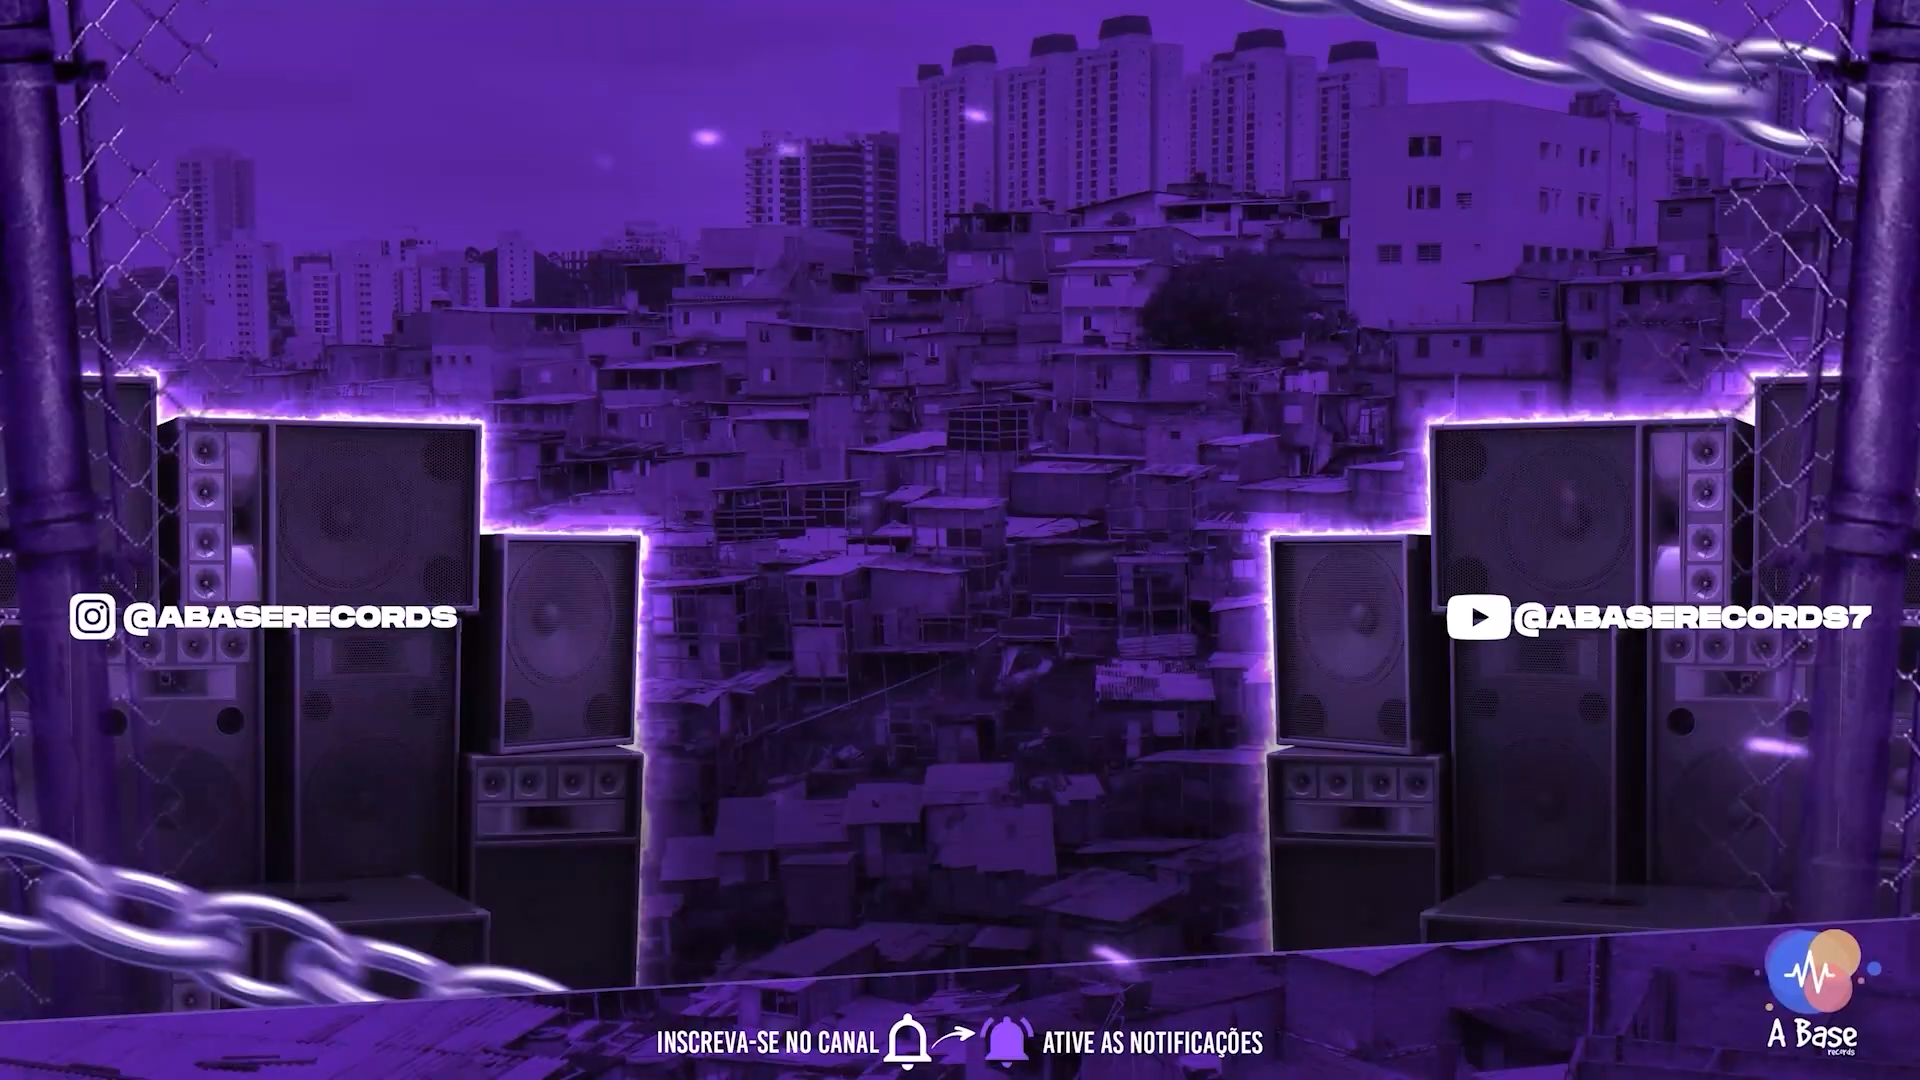 @ABASERECORDS
@ABASERECORDS7
INSCREVA-SE NO CANAL
ATIVE AS NOTIFICAÇÕES
A Base
records